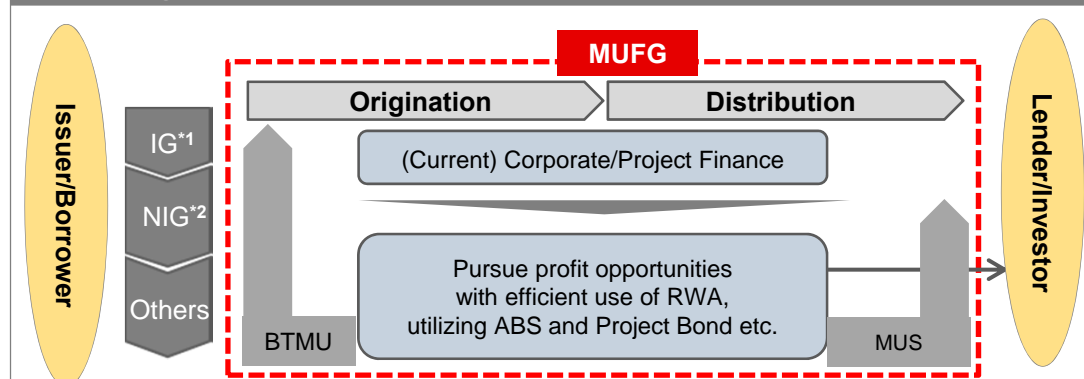 MUFG
Origination
Distribution
Issuer/Borrower
Lender/Investor
IG*1
(Current) Corporate/Project Finance
NIG*2
Pursue profit opportunities
with efficient use of RWA,
utilizing ABS and Project Bond etc.
Others
BTMU
MUS